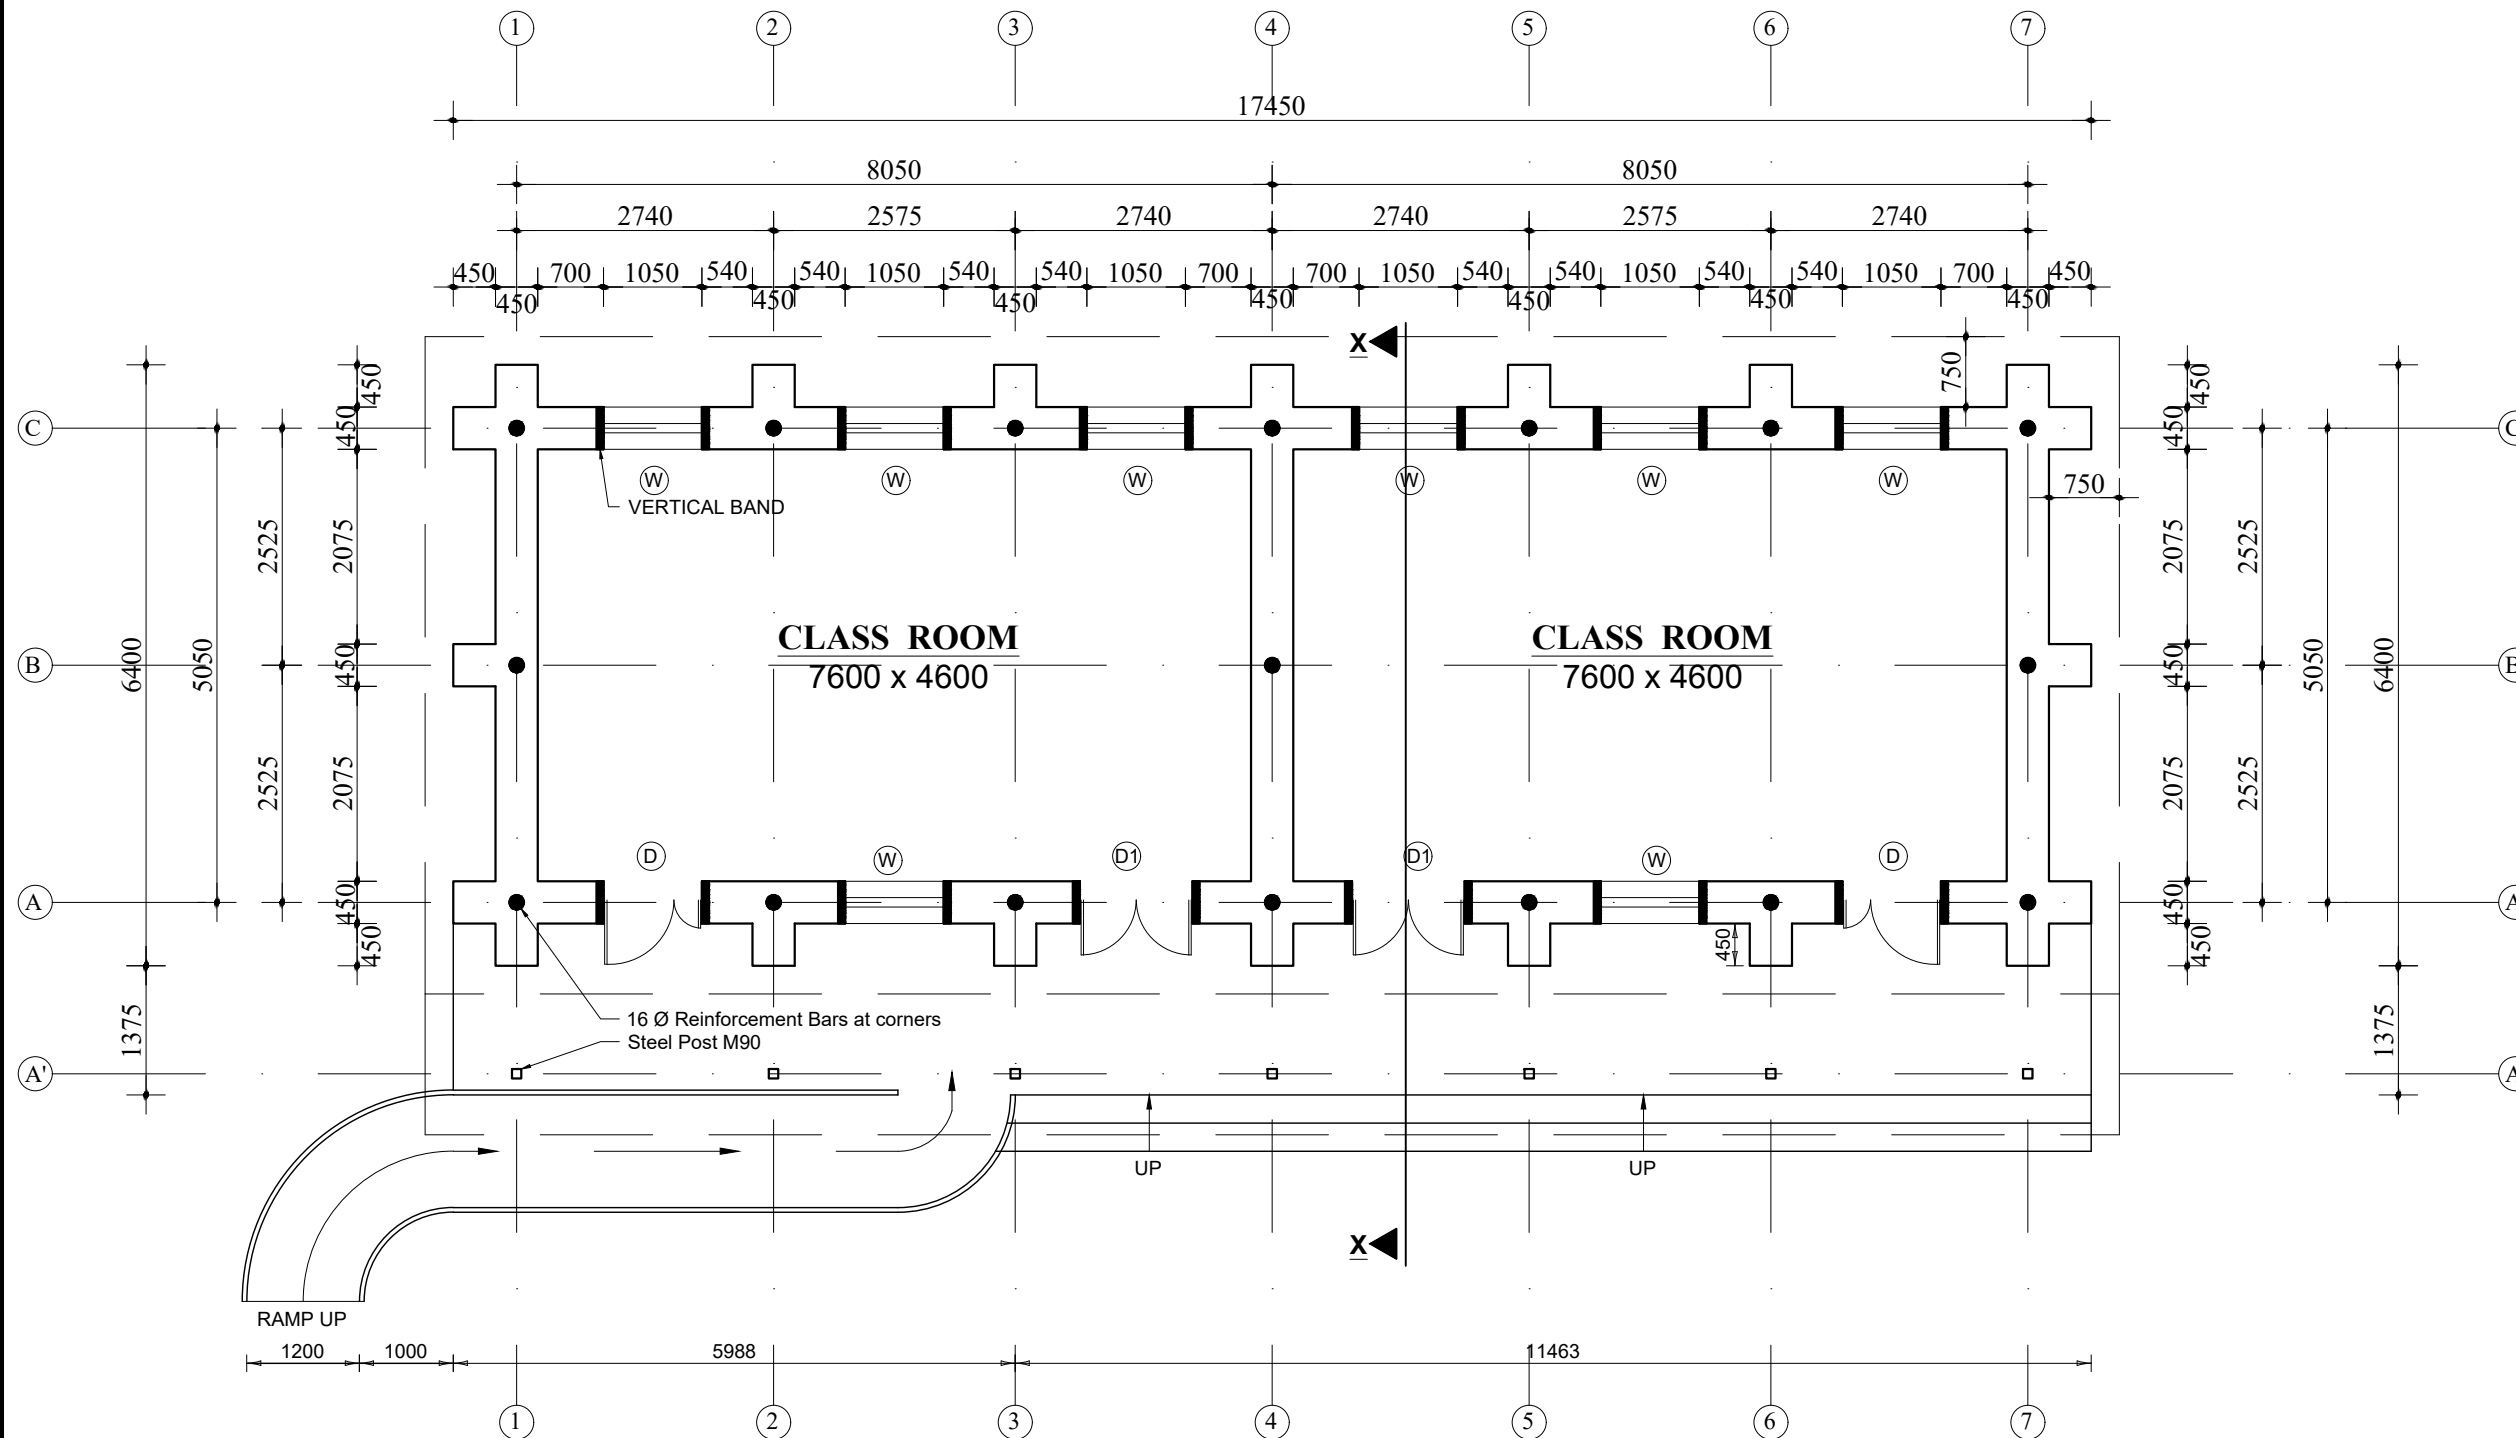 1 2 3 4 5 6 7
17450
8050 8050
2740 2575 2740 2740 2575 2740
450 700 1050 540 540 1050 540 540 1050 700 700 1050 540 540 1050 540 540 1050 700 450
450 450 450 450 450 450 450
X
750
450 450
C 450 450 C
W W W W W W
VERTICAL BAND
750
2525 2075 2075 2525
CLASS ROOM CLASS ROOM
7600 x 4600 7600 x 4600
B 6400 5050 450 450 5050 6400 B
2525 2075 2075 2525
D W D1 D1 W D
A 450 450 A
450 450 450
16 Ø Reinforcement Bars at corners
Steel Post M90
1375 1375
A' A
UP UP
X
RAMP UP
1200 1000 5988 11463
1 2 3 4 5 6 7